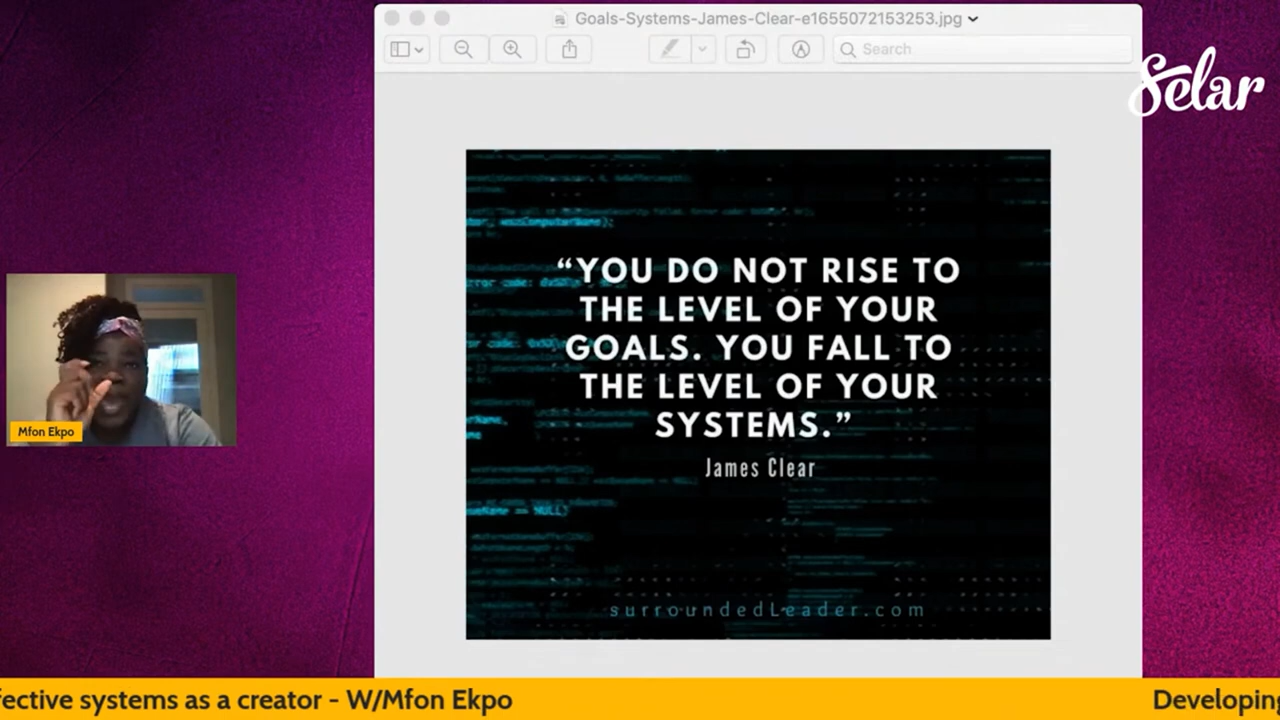 Goals-Systems-James-Clear-e1655072153253.jpg
Search
Selar
“YOU DO NOT RISE TO
THE LEVEL OF YOUR
GOALS. YOU FALL TO
THE LEVEL OF YOUR
SYSTEMS.”
James Clear
surroundedLeader.com
Mfon Ekpo
fective systems as a creator - W/Mfon Ekpo
Developing